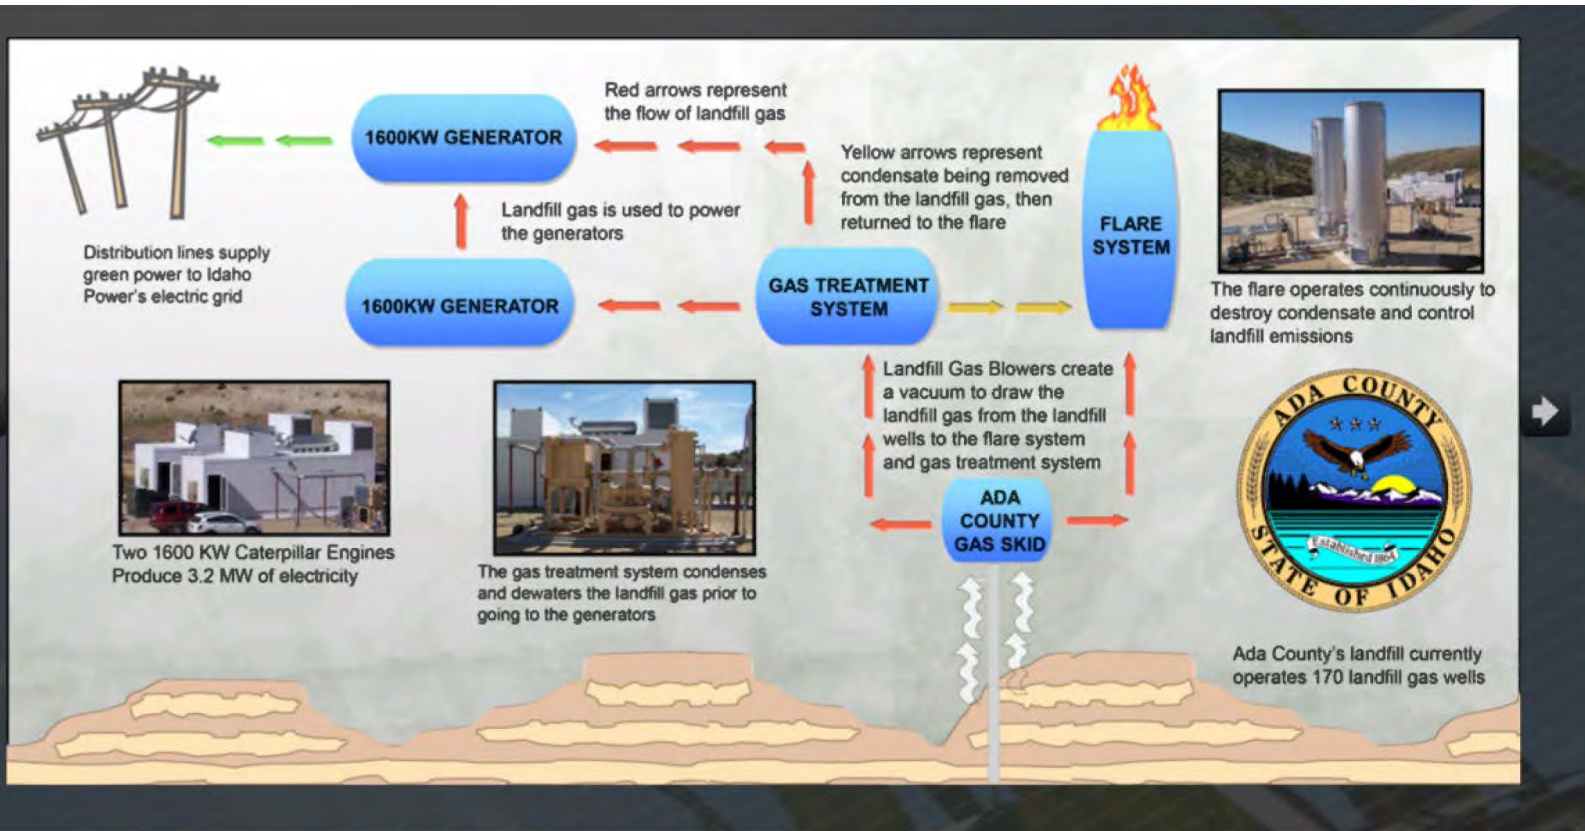 Red arrows represent
the flow of landfill gas
1600KW GENERATOR
Yellow arrows represent
condensate being removed
from the landfill gas, then
returned to the flare
Landfill gas is used to power
the generators
FLARE
SYSTEM
Distribution lines supply
green power to Idaho
Power's electric grid
1600KW GENERATOR
GAS TREATMENT
SYSTEM
The flare operates continuously to
destroy condensate and control
landfill emissions
Landfill Gas Blowers create
a vacuum to draw the
landfill gas from the landfill
wells to the flare system
and gas treatment system
ADA
COUNTY
GAS SKID
Two 1600 KW Caterpillar Engines
Produce 3.2 MW of electricity
The gas treatment system condenses
and dewaters the landfill gas prior to
going to the generators
ADA COUNTY
Established 1864
STATE OF IDAHO
Ada County's landfill currently
operates 170 landfill gas wells